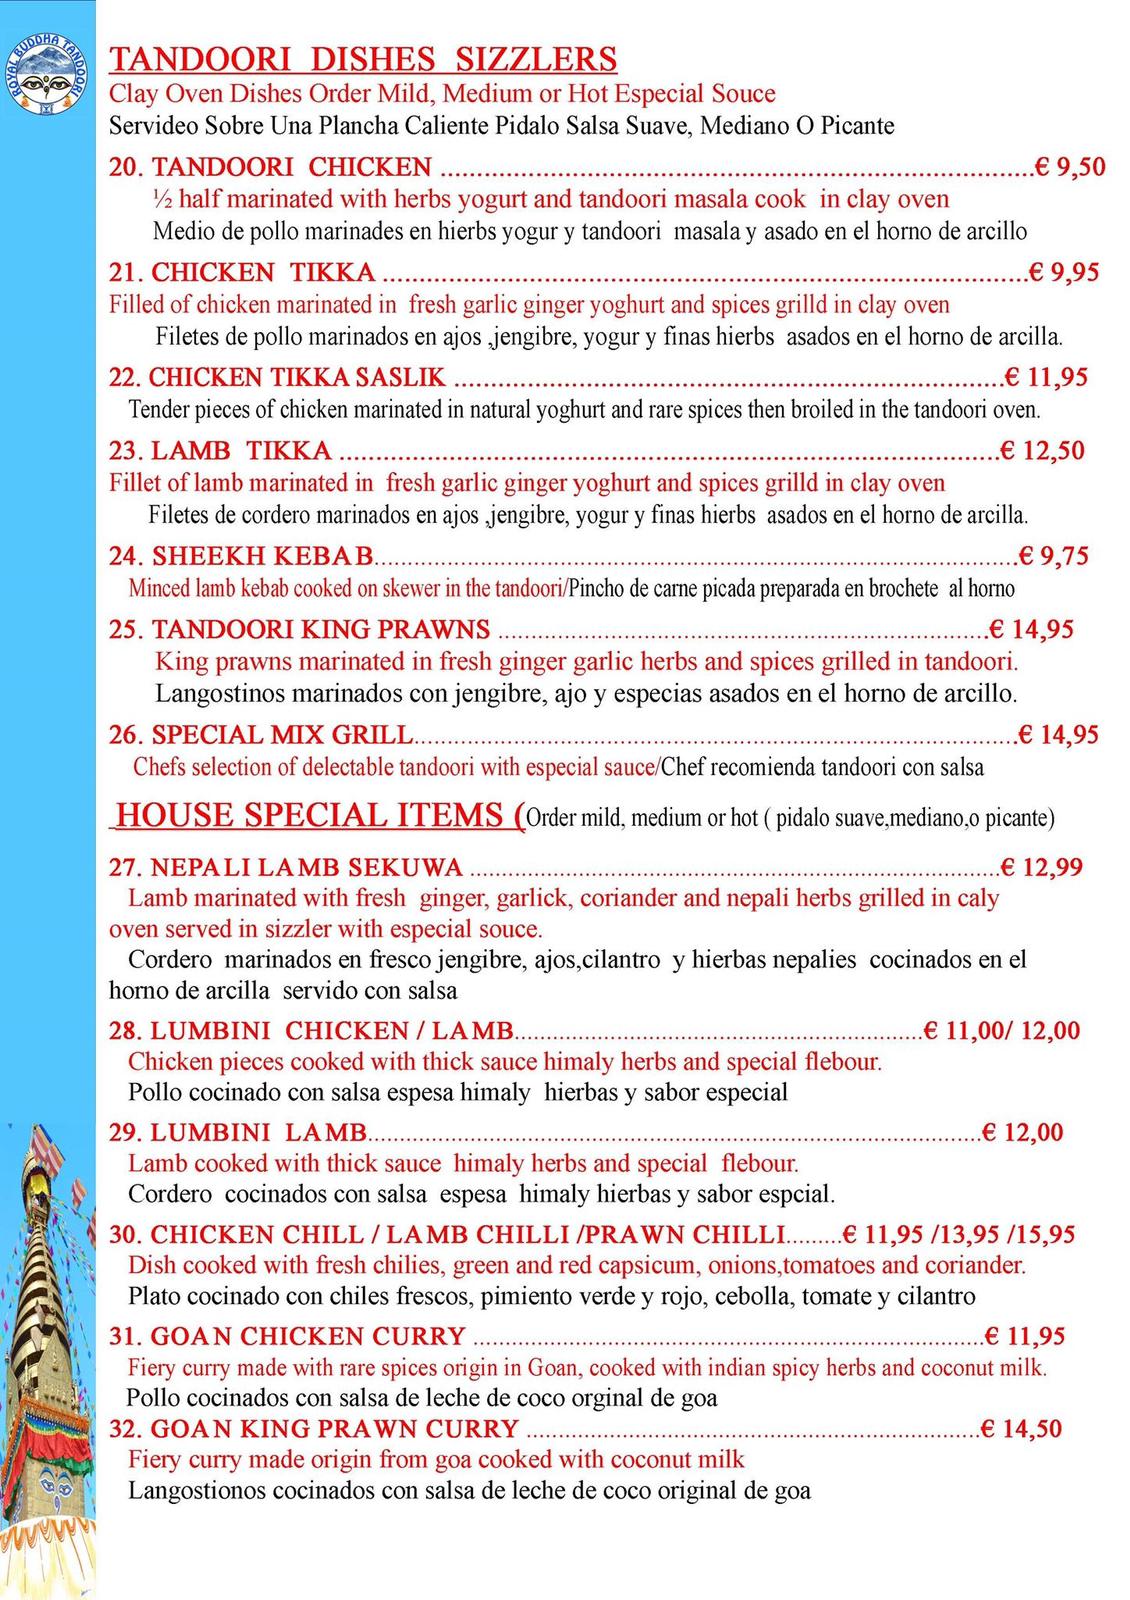 ROYAL BUDDHA TANDOORI
TANDOORI DISHES SIZZLERS
Clay Oven Dishes Order Mild, Medium or Hot Especial Souce
Servideo Sobre Una Plancha Caliente Pidalo Salsa Suave, Mediano O Picante
20. TANDOORI CHICKEN ..........................................................................€ 9,50
½ half marinated with herbs yogurt and tandoori masala cook in clay oven
Medio de pollo marinades en hierbs yogur y tandoori masala y asado en el horno de arcillo
21. CHICKEN TIKKA .................................................................................€ 9,95
Filled of chicken marinated in fresh garlic ginger yoghurt and spices grilld in clay oven
Filetes de pollo marinados en ajos ,jengibre, yogur y finas hierbs asados en el horno de arcilla.
22. CHICKEN TIKKA SASLIK .....................................................................€ 11,95
Tender pieces of chicken marinated in natural yoghurt and rare spices then broiled in the tandoori oven.
23. LAMB TIKKA ...................................................................................€ 12,50
Fillet of lamb marinated in fresh garlic ginger yoghurt and spices grilld in clay oven
Filetes de cordero marinados en ajos ,jengibre, yogur y finas hierbs asados en el horno de arcilla.
24. SHEEKH KEBAB.................................................................................€ 9,75
Minced lamb kebab cooked on skewer in the tandoori/Pincho de carne picada preparada en brochete al horno
25. TANDOORI KING PRAWNS ..............................................................€ 14,95
King prawns marinated in fresh ginger garlic herbs and spices grilled in tandoori.
Langostinos marinados con jengibre, ajo y especias asados en el horno de arcillo.
26. SPECIAL MIX GRILL............................................................................€ 14,95
Chefs selection of delectable tandoori with especial sauce/Chef recomienda tandoori con salsa
HOUSE SPECIAL ITEMS (Order mild, medium or hot ( pidalo suave,mediano,o picante)
27. NEPALI LAMB SEKUWA ...................................................................€ 12,99
Lamb marinated with fresh ginger, garlick, coriander and nepali herbs grilled in caly
oven served in sizzler with especial souce.
Cordero marinados en fresco jengibre, ajos,cilantro y hierbas nepalies cocinados en el
horno de arcilla servido con salsa
28. LUMBINI CHICKEN / LAMB....................................................€ 11,00/ 12,00
Chicken pieces cooked with thick sauce himaly herbs and special flebour.
Pollo cocinado con salsa espesa himaly hierbas y sabor especial
29. LUMBINI LAMB.............................................................................€ 12,00
Lamb cooked with thick sauce himaly herbs and special flebour.
Cordero cocinados con salsa espesa himaly hierbas y sabor espcial.
30. CHICKEN CHILL / LAMB CHILLI /PRAWN CHILLI.......€ 11,95 /13,95 /15,95
Dish cooked with fresh chilies, green and red capsicum, onions,tomatoes and coriander.
Plato cocinado con chiles frescos, pimiento verde y rojo, cebolla, tomate y cilantro
31. GOAN CHICKEN CURRY ................................................................€ 11,95
Fiery curry made with rare spices origin in Goan, cooked with indian spicy herbs and coconut milk.
Pollo cocinados con salsa de leche de coco orginal de goa
32. GOAN KING PRAWN CURRY .........................................................€ 14,50
Fiery curry made origin from goa cooked with coconut milk
Langostionos cocinados con salsa de leche de coco original de goa